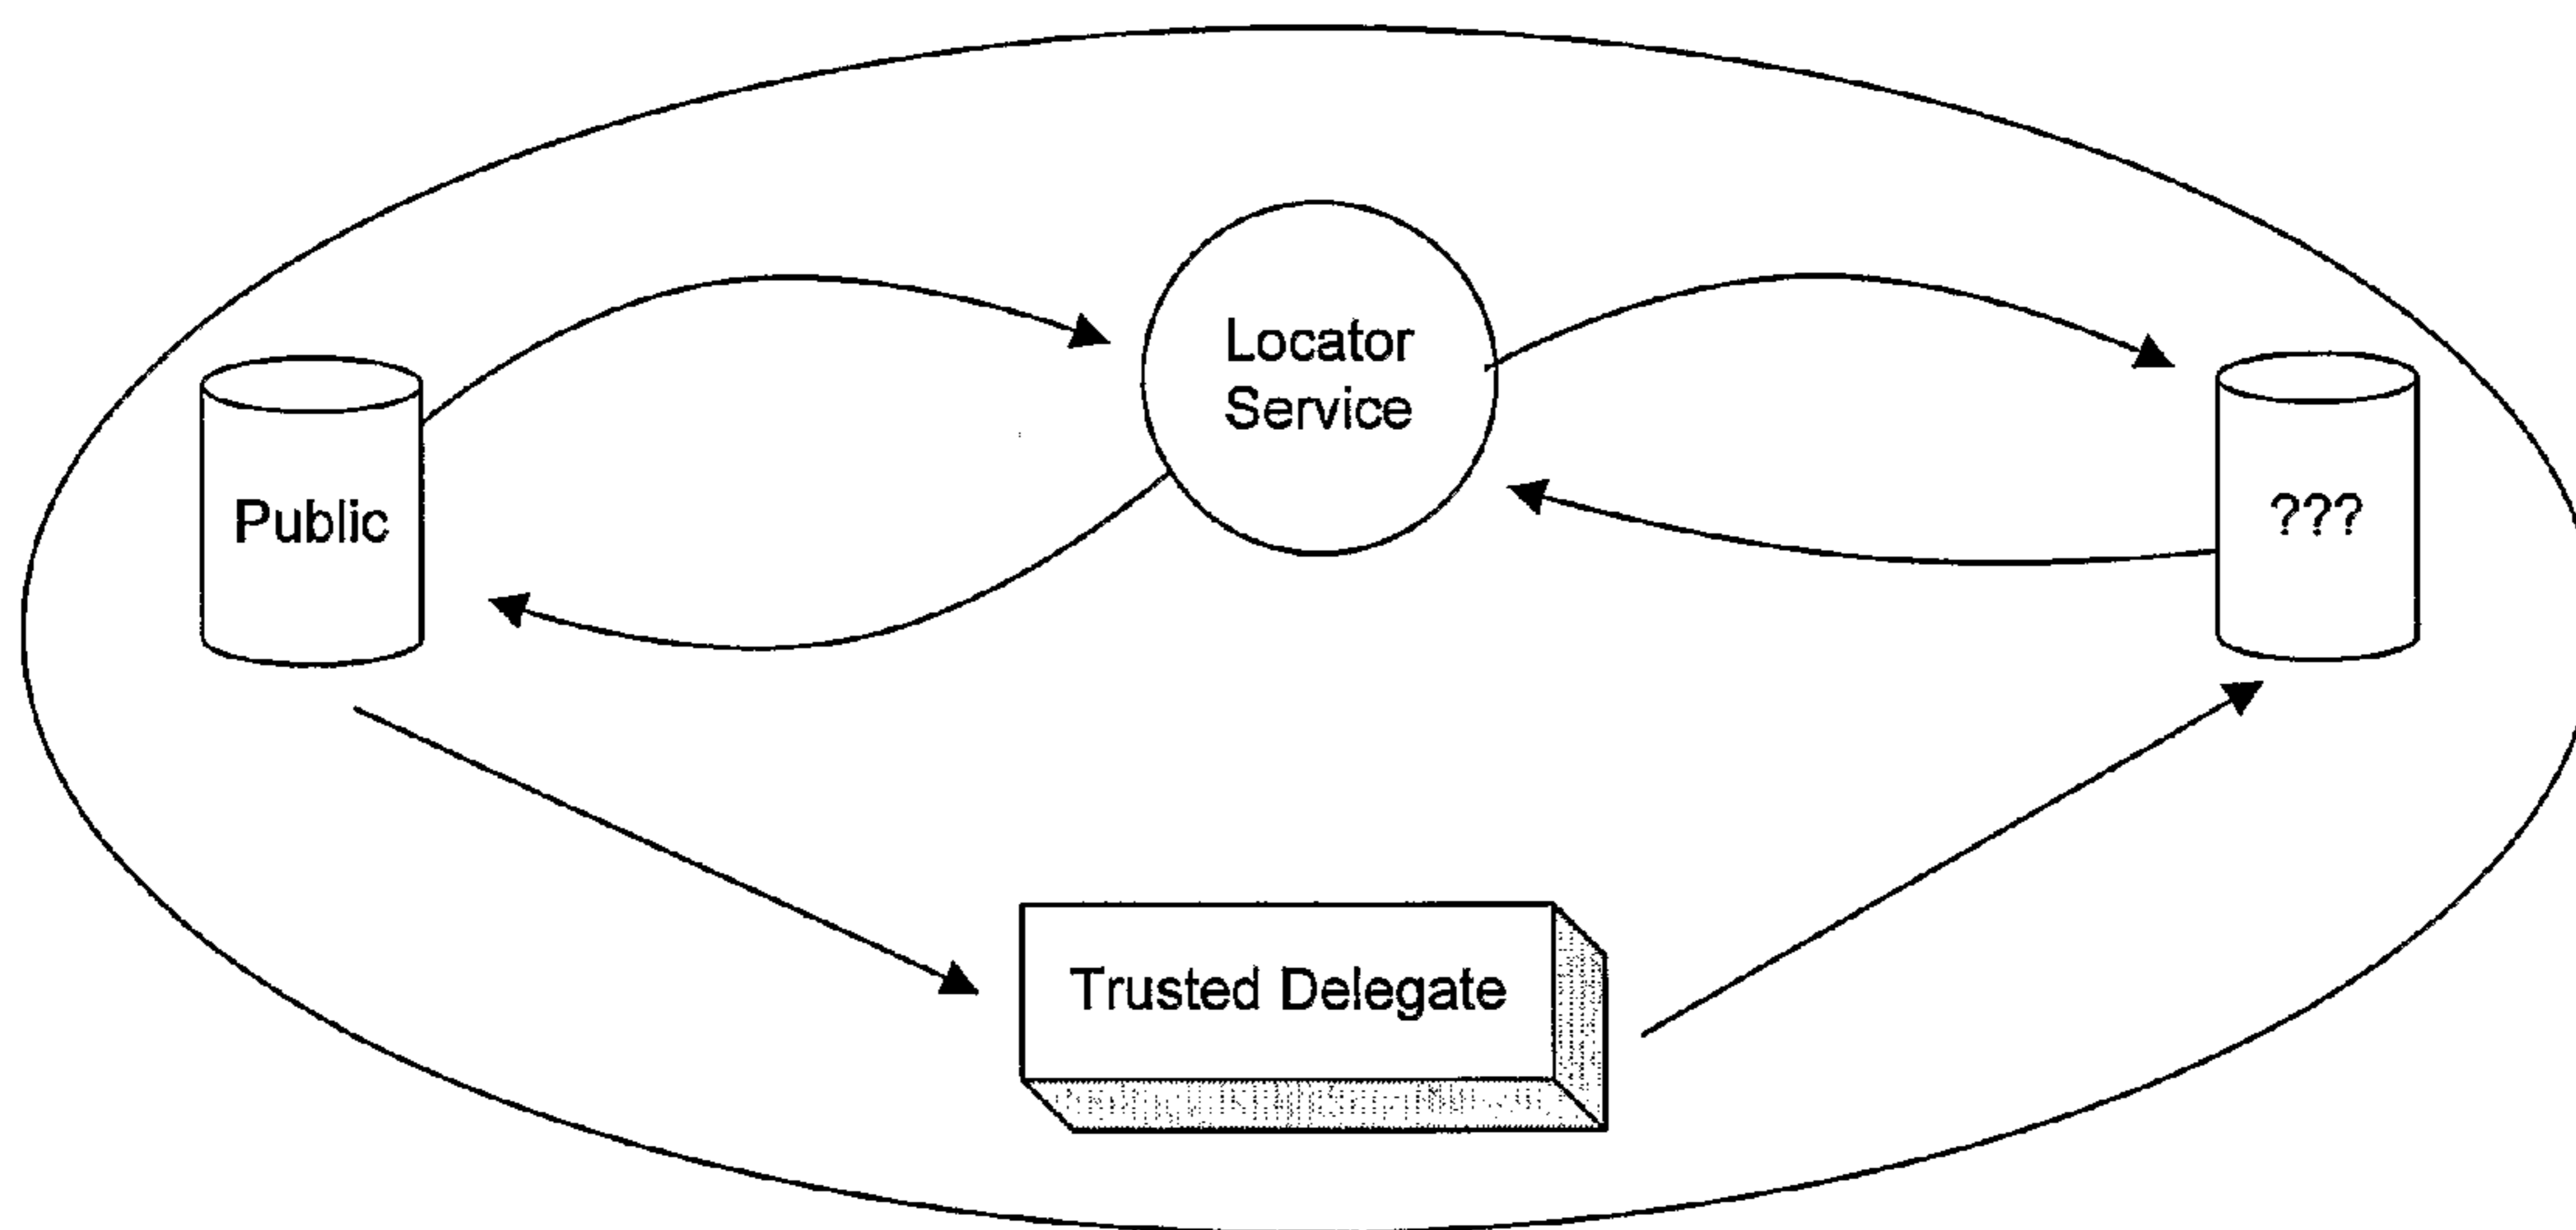 Locator
Service
Public
???
Trusted Delegate